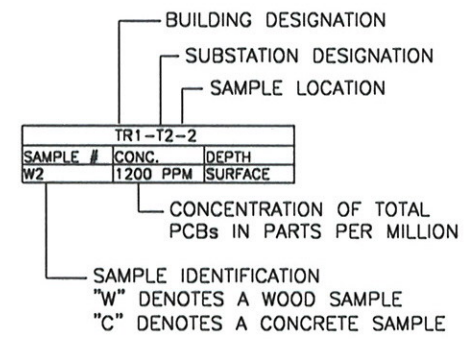 BUILDING DESIGNATION
SUBSTATION DESIGNATION
SAMPLE LOCATION
TR1-T2-2
SAMPLE # CONC. DEPTH
W2 1200 PPM SURFACE
CONCENTRATION OF TOTAL
PCBs IN PARTS PER MILLION
SAMPLE IDENTIFICATION
"W" DENOTES A WOOD SAMPLE
"C" DENOTES A CONCRETE SAMPLE